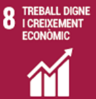 8 TREBALL DIGNE
I CREIXEMENT
ECONÒMIC